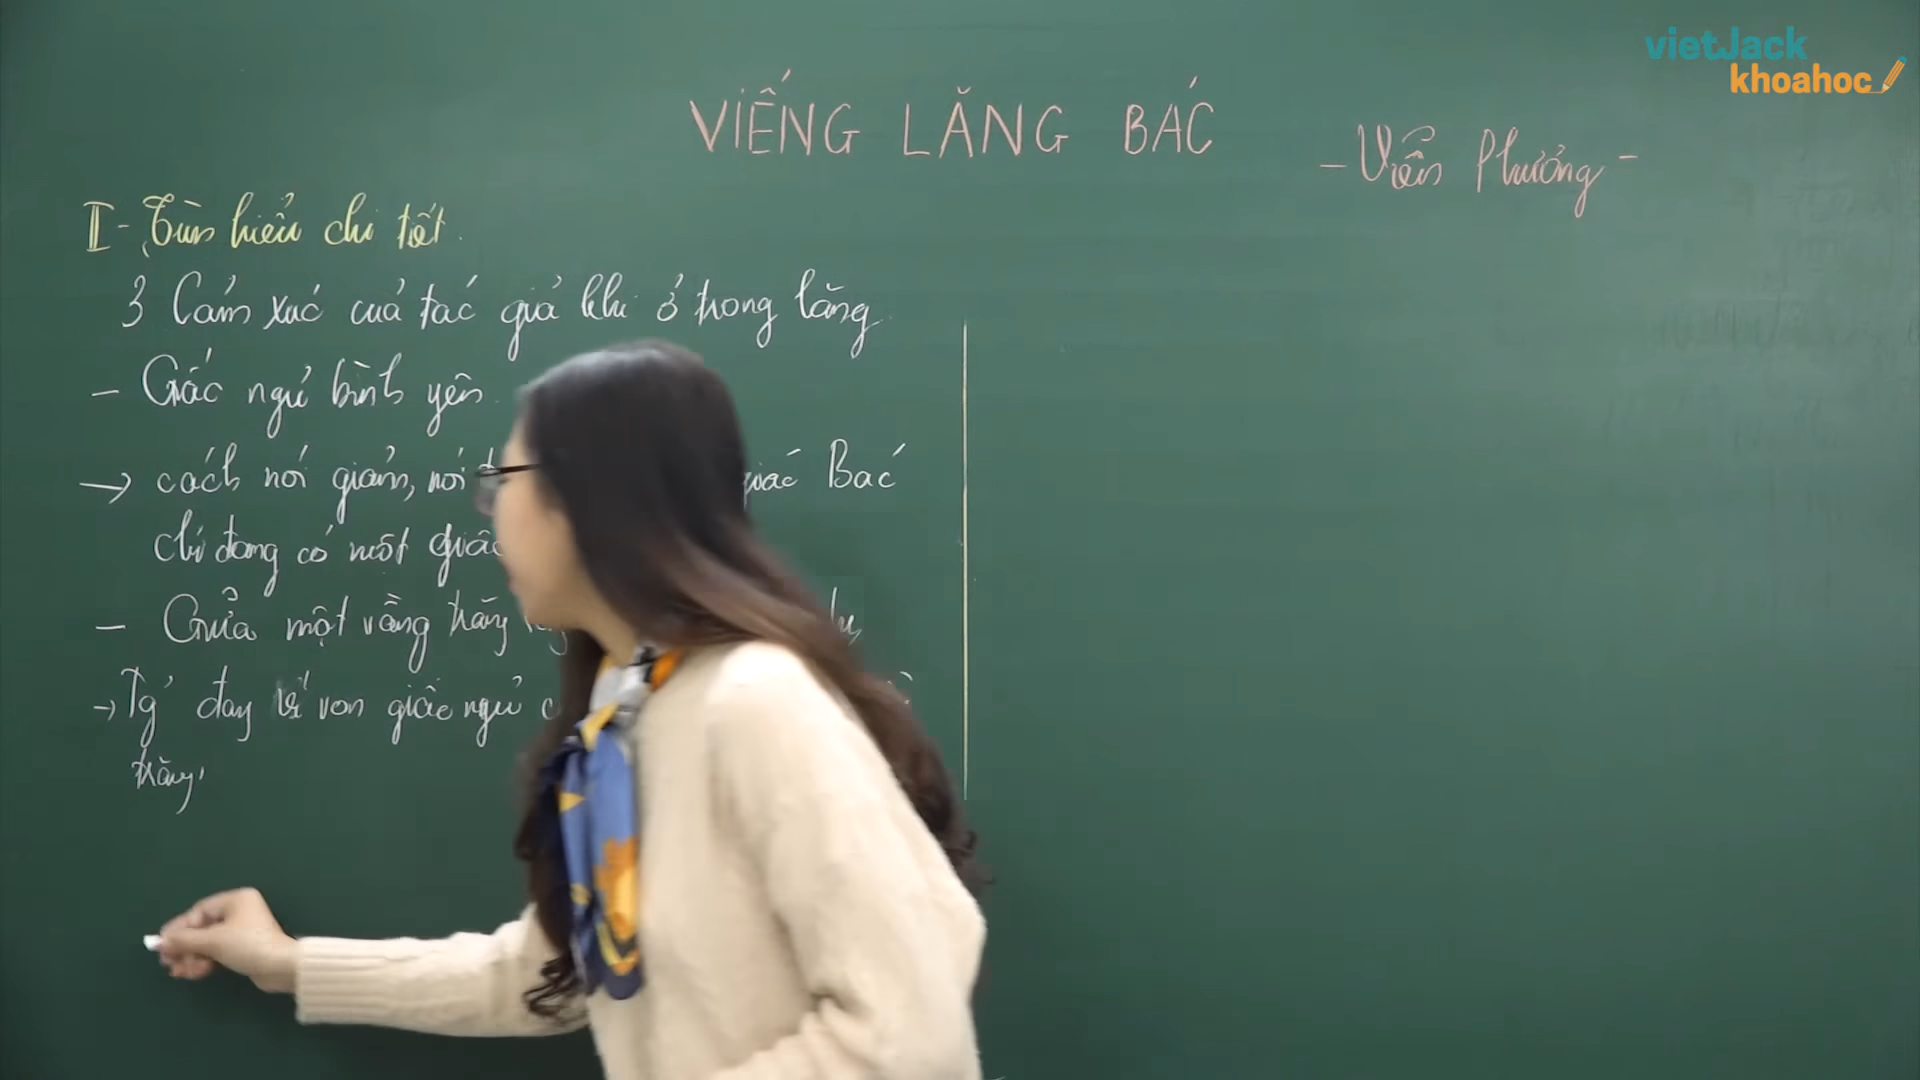 vietJack
khoahoc
VIẾNG LĂNG BÁC
- Viễn Phương -
II - Tìm hiểu chi tiết.
3 Cảm xúc của tác giả khi ở trong lăng
- Giấc ngủ bình yên
→ cách nói giảm, nói giác Bác
chỉ đang có một giấc
- Giữa một vầng trăng
→ Tg' đang ví von giấc ngủ
trăng,